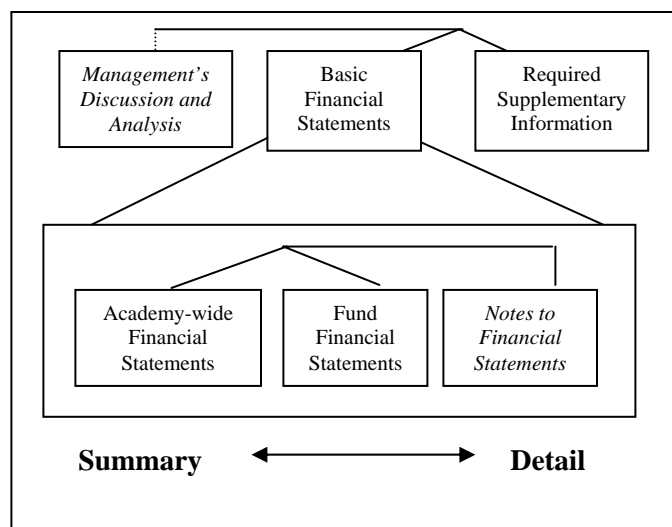 Management's
Discussion and
Analysis
Basic
Financial
Statements
Required
Supplementary
Information
Academy-wide
Financial
Statements
Fund
Financial
Statements
Notes to
Financial
Statements
Summary
Detail